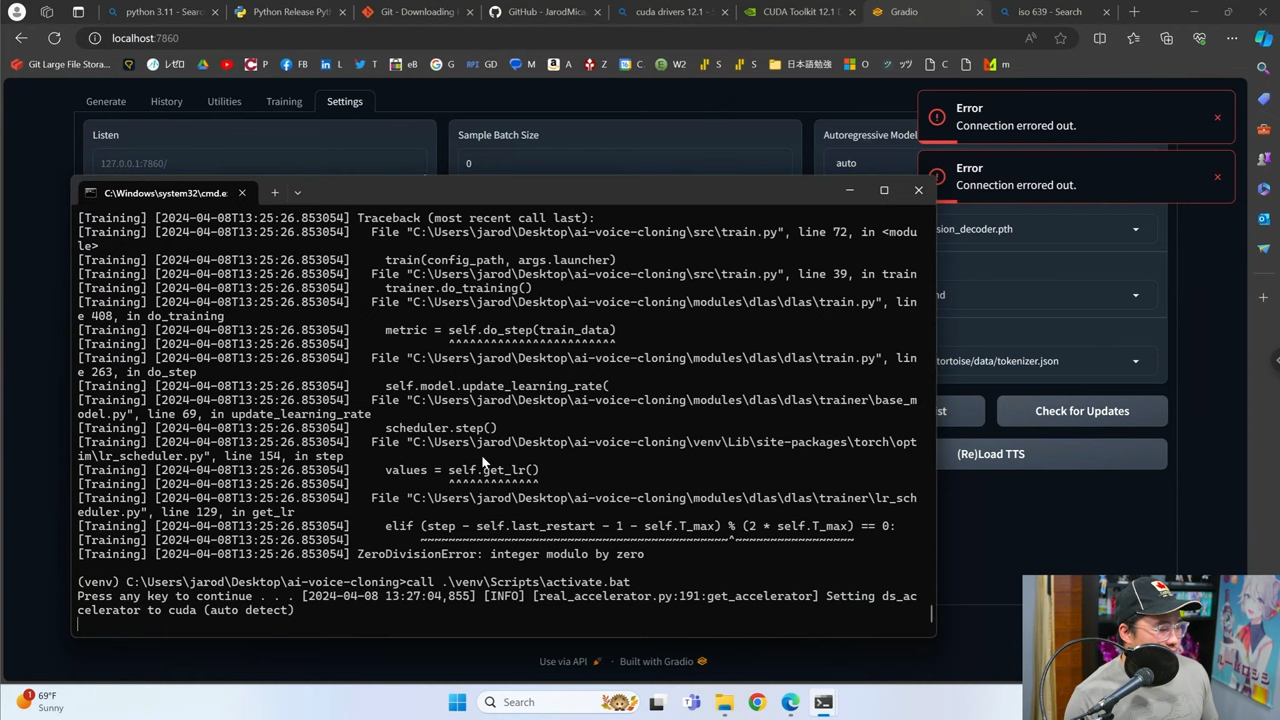 python 3.11 - Search
Python Release Pyth
Git - Downloading
GitHub - JarodMica
cuda drivers 12.1 - S
CUDA Toolkit 12.1
Gradio
iso 639 - Search
localhost:7860
Git Large File Stora...
レゼロ
P
FB
L
T
eB
G
GD
M
A
Z
C
E
W2
S
S
日本語勉強
O
ッツ
C
m
Generate
History
Utilities
Training
Settings
Error
Connection errored out.
Error
Connection errored out.
Listen
127.0.0.1:7860/
Sample Batch Size
0
Autoregressive Model
auto
sion_decoder.pth
nd
tortoise/data/tokenizer.json
st
Check for Updates
(Re)Load TTS
C:\Windows\system32\cmd.e
[Training] [2024-04-08T13:25:26.853054] Traceback (most recent call last):
[Training] [2024-04-08T13:25:26.853054]   File "C:\Users\jarod\Desktop\ai-voice-cloning\src\train.py", line 72, in <modu
le>
[Training] [2024-04-08T13:25:26.853054]     train(config_path, args.launcher)
[Training] [2024-04-08T13:25:26.853054]   File "C:\Users\jarod\Desktop\ai-voice-cloning\src\train.py", line 39, in train
[Training] [2024-04-08T13:25:26.853054]     trainer.do_training()
[Training] [2024-04-08T13:25:26.853054]   File "C:\Users\jarod\Desktop\ai-voice-cloning\modules\dlas\dlas\train.py", lin
e 408, in do_training
[Training] [2024-04-08T13:25:26.853054]     metric = self.do_step(train_data)
[Training] [2024-04-08T13:25:26.853054]              ^^^^^^^^^^^^^^^^^^^^^^^^
[Training] [2024-04-08T13:25:26.853054]   File "C:\Users\jarod\Desktop\ai-voice-cloning\modules\dlas\dlas\train.py", lin
e 263, in do_step
[Training] [2024-04-08T13:25:26.853054]     self.model.update_learning_rate(
[Training] [2024-04-08T13:25:26.853054]   File "C:\Users\jarod\Desktop\ai-voice-cloning\modules\dlas\dlas\trainer\base_m
odel.py", line 69, in update_learning_rate
[Training] [2024-04-08T13:25:26.853054]     scheduler.step()
[Training] [2024-04-08T13:25:26.853054]   File "C:\Users\jarod\Desktop\ai-voice-cloning\venv\Lib\site-packages\torch\opt
im\lr_scheduler.py", line 154, in step
[Training] [2024-04-08T13:25:26.853054]     values = self.get_lr()
[Training] [2024-04-08T13:25:26.853054]              ^^^^^^^^^^^^^
[Training] [2024-04-08T13:25:26.853054]   File "C:\Users\jarod\Desktop\ai-voice-cloning\modules\dlas\dlas\trainer\lr_sch
eduler.py", line 129, in get_lr
[Training] [2024-04-08T13:25:26.853054]     elif (step - self.last_restart - 1 - self.T_max) % (2 * self.T_max) == 0:
[Training] [2024-04-08T13:25:26.853054]          ~~~~~~~~~~~~~~~~~~~~~~~~~~~~~~~~~~~~~~~~~~~~^~~~~~~~~~~~~~~~~~
[Training] [2024-04-08T13:25:26.853054] ZeroDivisionError: integer modulo by zero
(venv) C:\Users\jarod\Desktop\ai-voice-cloning>call .\venv\Scripts\activate.bat
Press any key to continue . . . [2024-04-08 13:27:04,855] [INFO] [real_accelerator.py:191:get_accelerator] Setting ds_ac
celerator to cuda (auto detect)
Use via API
Built with Gradio
69°F
Sunny
Search